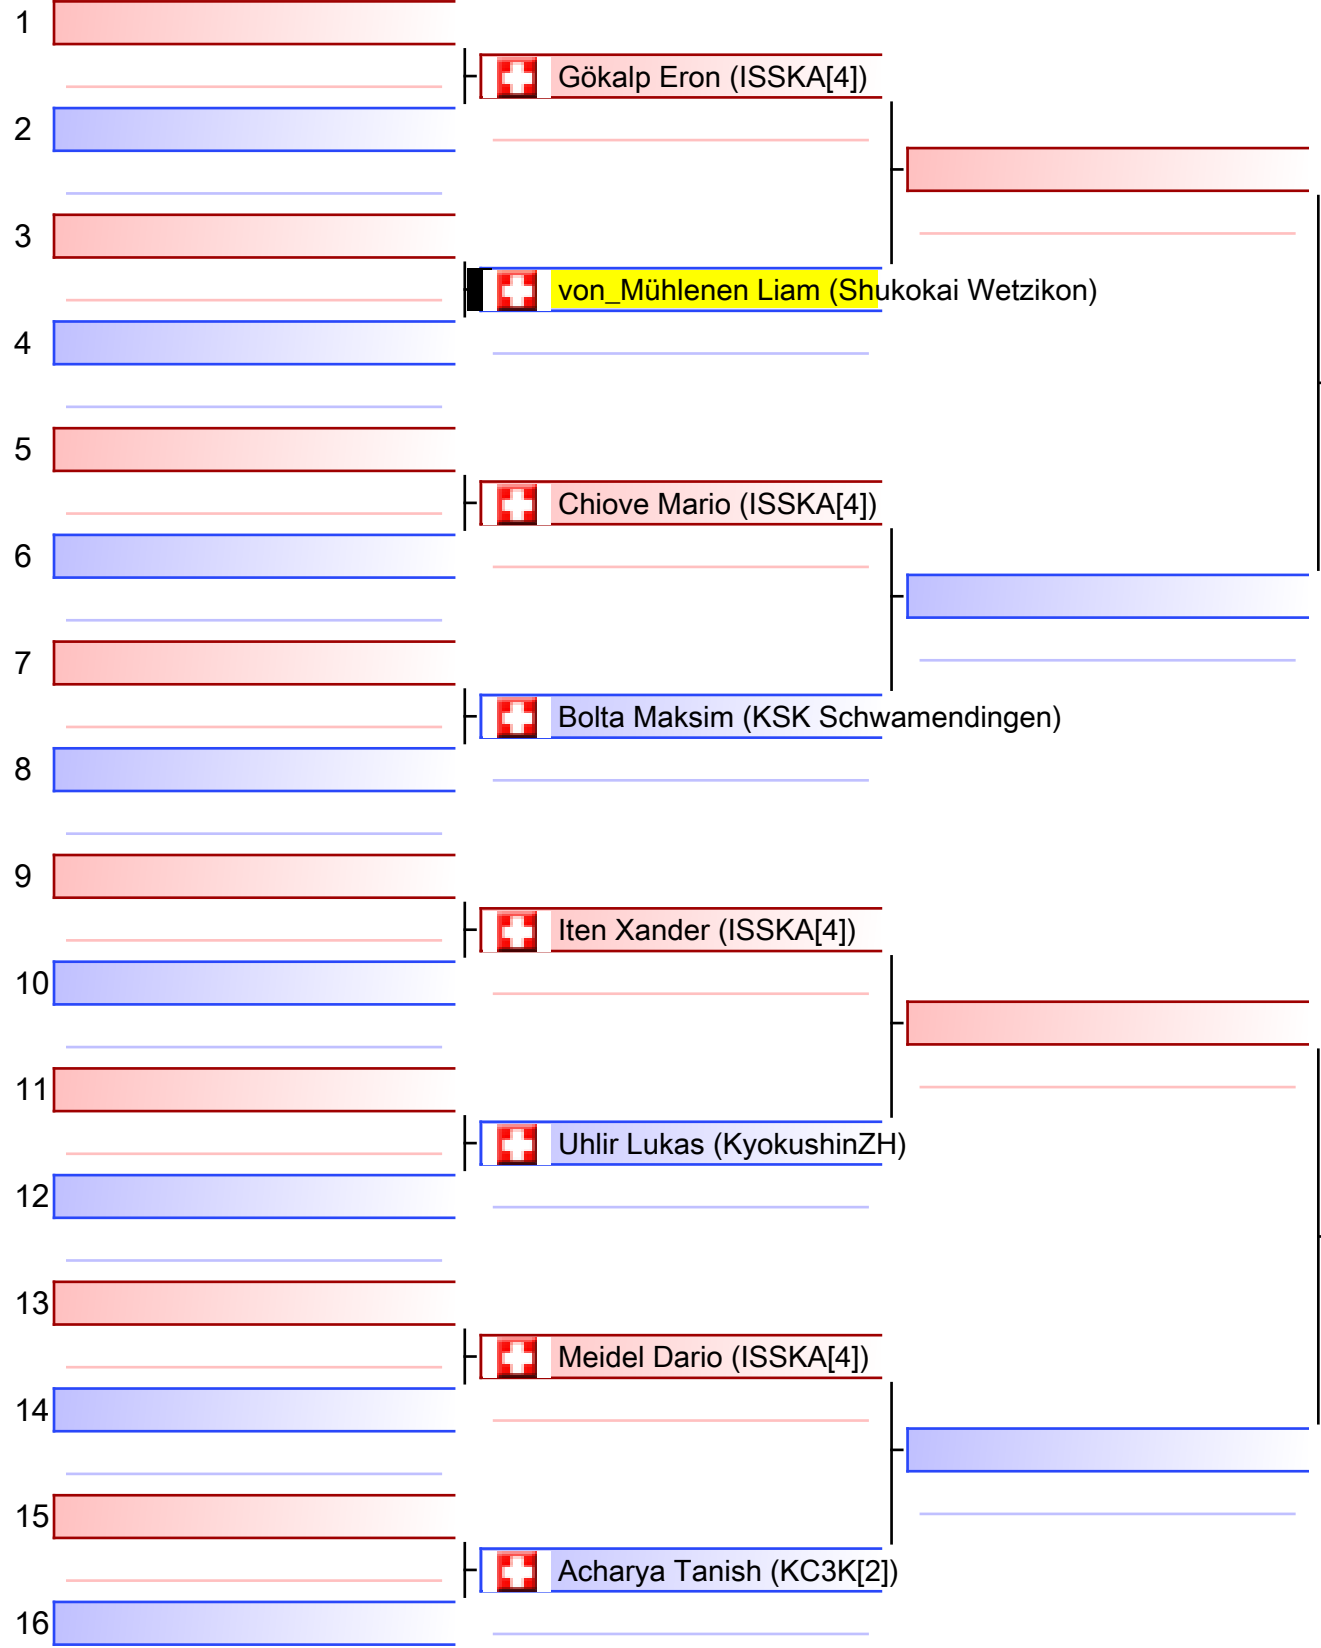 1
Gökalp Eron (ISSKA[4])
2
3
von_Mühlenen Liam (Shukokai Wetzikon)
4
5
Chiove Mario (ISSKA[4])
6
7
Bolta Maksim (KSK Schwamendingen)
8
9
Iten Xander (ISSKA[4])
10
11
Uhlir Lukas (KyokushinZH)
12
13
Meidel Dario (ISSKA[4])
14
15
Acharya Tanish (KC3K[2])
16